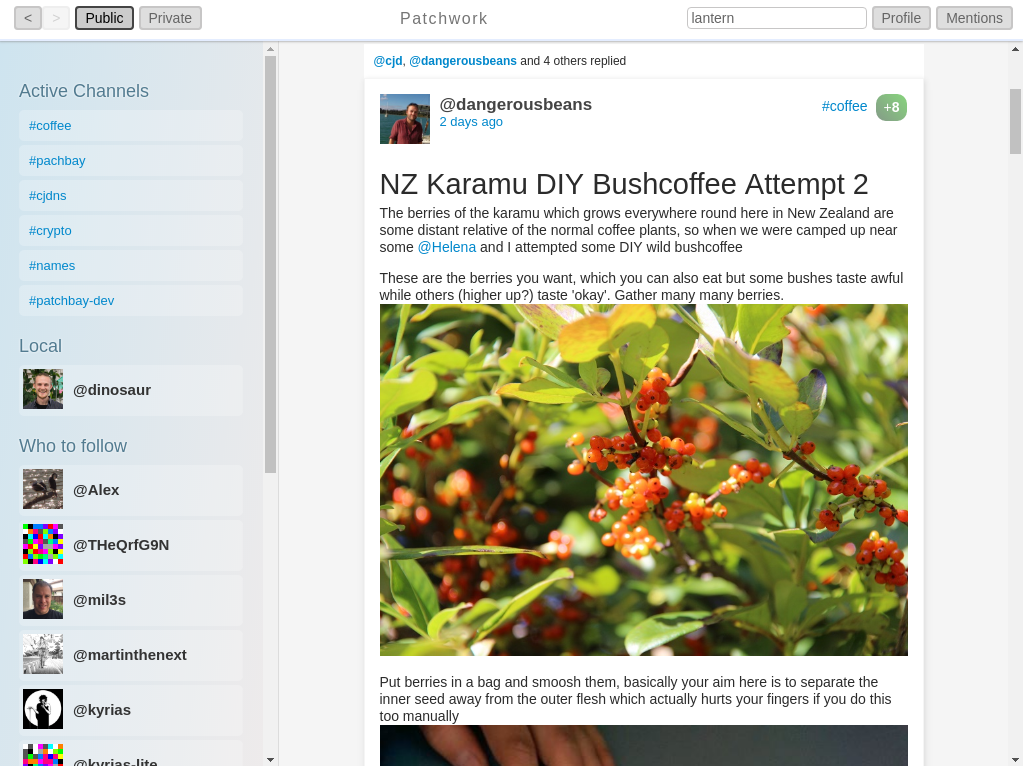 < > Public Private Patchwork lantern Profile Mentions
Active Channels
#coffee
#pachbay
#cjdns
#crypto
#names
#patchbay-dev
Local
@dinosaur
Who to follow
@Alex
@THeQrfG9N
@mil3s
@martinthenext
@kyrias
@kyrias-lite
@cjd, @dangerousbeans and 4 others replied
@dangerousbeans #coffee +8
2 days ago
NZ Karamu DIY Bushcoffee Attempt 2
The berries of the karamu which grows everywhere round here in New Zealand are
some distant relative of the normal coffee plants, so when we were camped up near
some @Helena and I attempted some DIY wild bushcoffee
These are the berries you want, which you can also eat but some bushes taste awful
while others (higher up?) taste 'okay'. Gather many many berries.
Put berries in a bag and smoosh them, basically your aim here is to separate the
inner seed away from the outer flesh which actually hurts your fingers if you do this
too manually